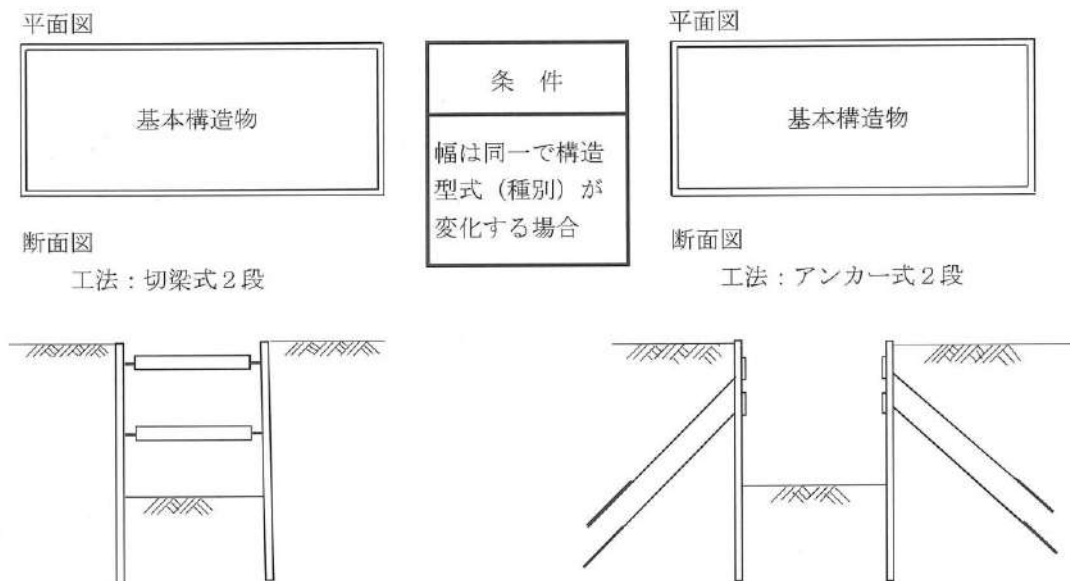 平面図
基本構造物
断面図
工法：切梁式２段
条 件
幅は同一で構造
型式（種別）が
変化する場合
平面図
基本構造物
断面図
工法：アンカー式２段